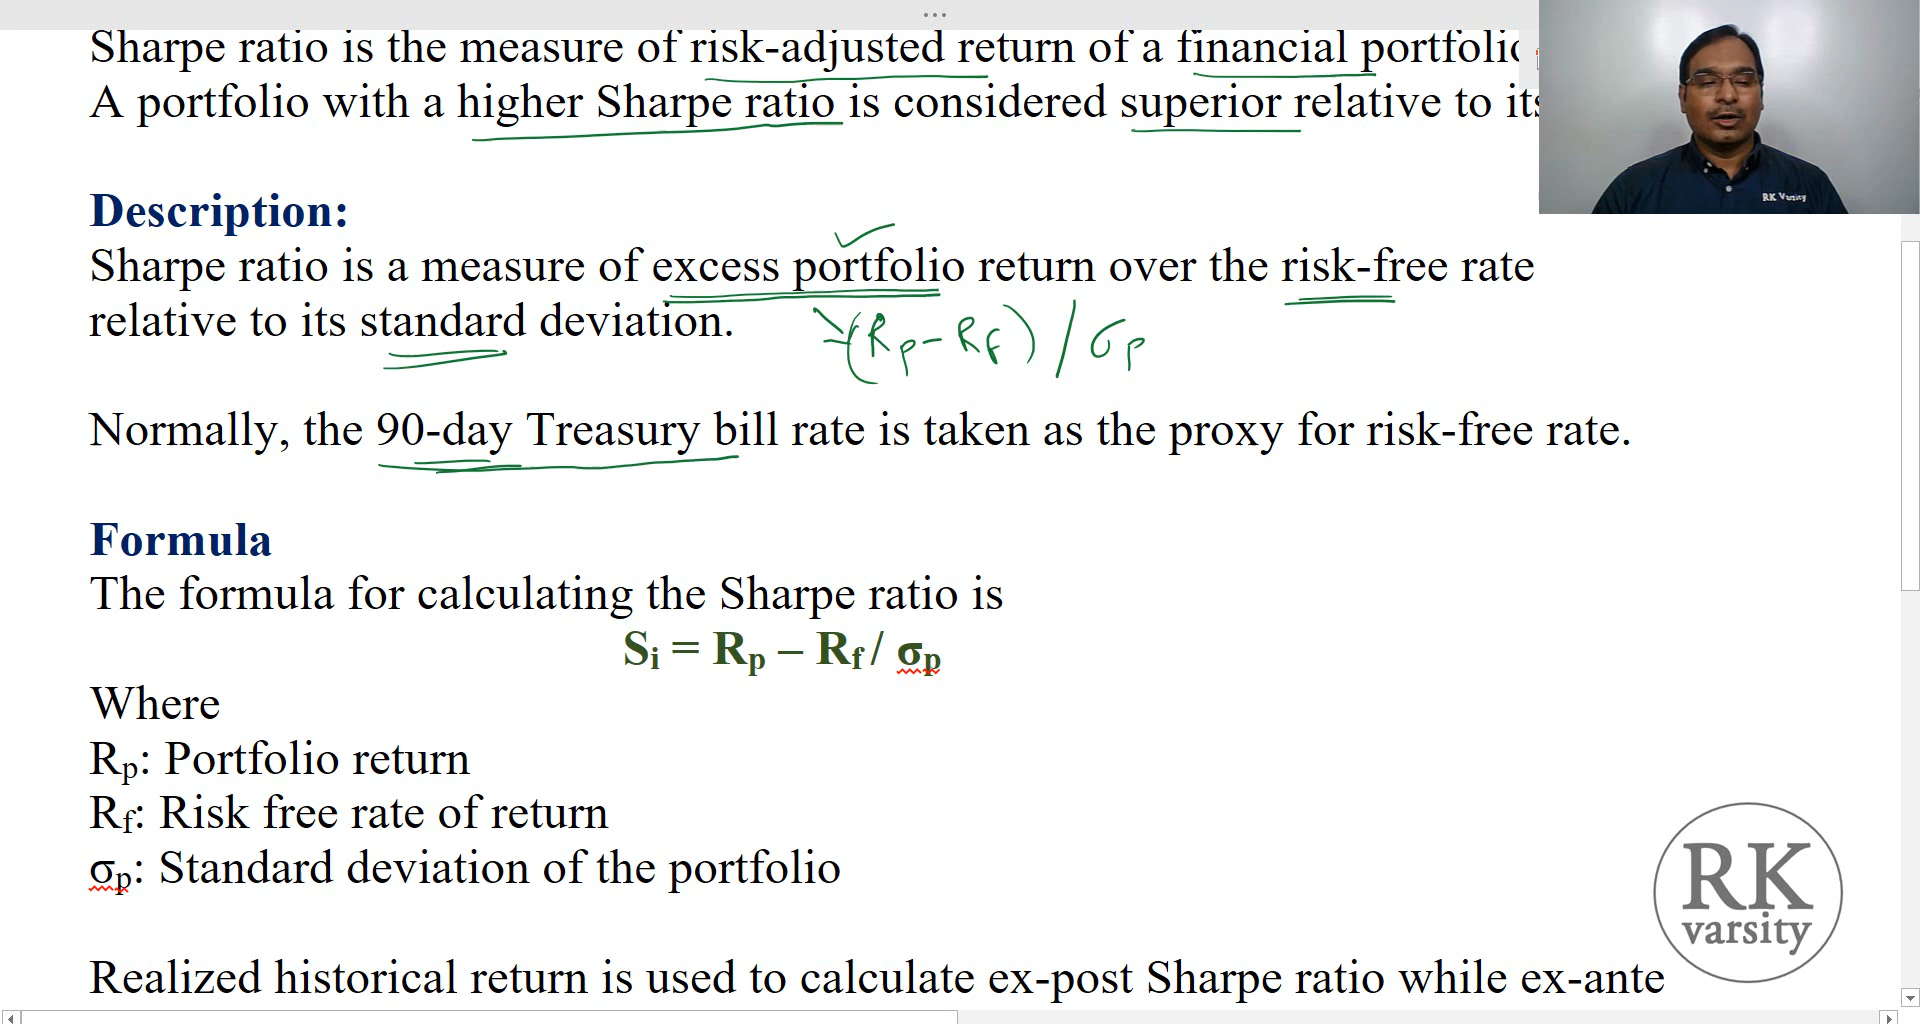 Sharpe ratio is the measure of risk-adjusted return of a financial portfolio
A portfolio with a higher Sharpe ratio is considered superior relative to its
RK Varsity
Description:
Sharpe ratio is a measure of excess portfolio return over the risk-free rate
relative to its standard deviation.
(Rp - Rf) / σp
Normally, the 90-day Treasury bill rate is taken as the proxy for risk-free rate.
Formula
The formula for calculating the Sharpe ratio is
Si = Rp – Rf / σp
Where
Rp: Portfolio return
Rf: Risk free rate of return
σp: Standard deviation of the portfolio
RK
varsity
Realized historical return is used to calculate ex-post Sharpe ratio while ex-ante